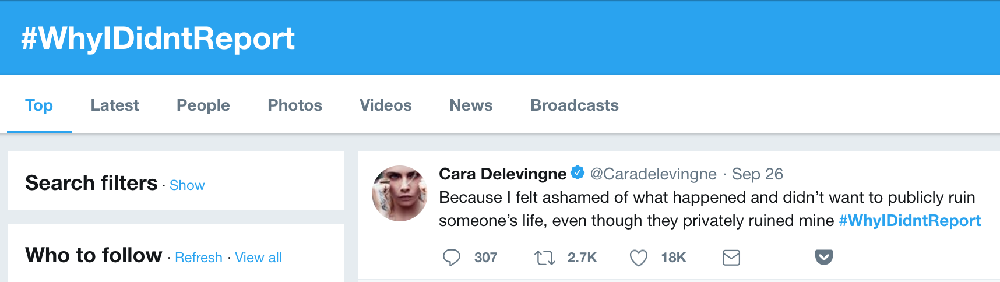 #WhyIDidntReport
Top Latest People Photos Videos News Broadcasts
Search filters · Show
Who to follow · Refresh · View all
Cara Delevingne @Caradelevingne · Sep 26
Because I felt ashamed of what happened and didn’t want to publicly ruin
someone’s life, even though they privately ruined mine #WhyIDidntReport
307 2.7K 18K